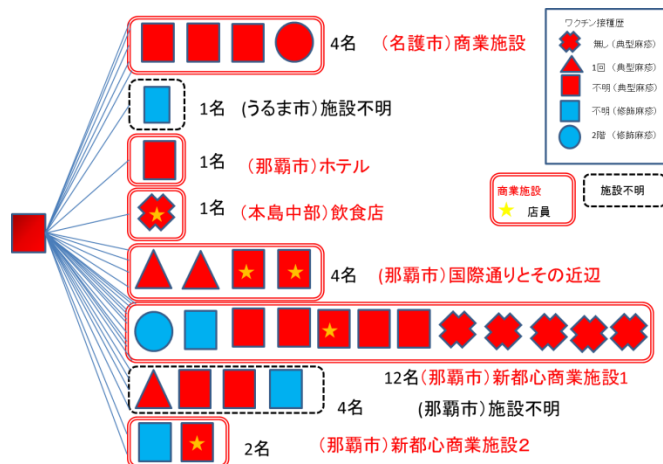 4名 (名護市)商業施設
1名 (うるま市)施設不明
1名 (那覇市)ホテル
1名 (本島中部)飲食店
4名 (那覇市)国際通りとその近辺
12名(那覇市)新都心商業施設1
4名 (那覇市)施設不明
2名 (那覇市)新都心商業施設2
ワクチン接種歴
無し(典型麻疹)
1回(典型麻疹)
不明(典型麻疹)
不明(修飾麻疹)
2階(修飾麻疹)
商業施設
店員
施設不明